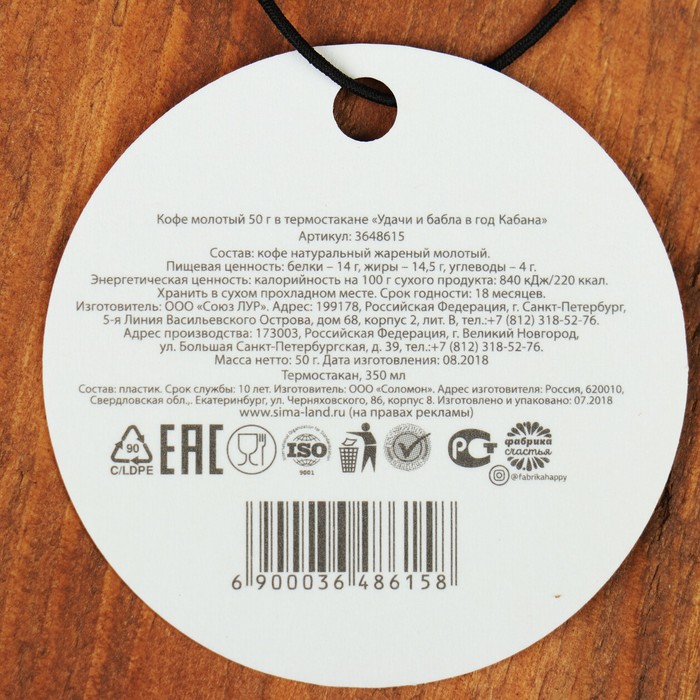 Кофе молотый 50 г в термостакане «Удачи и бабла в год Кабана»
Артикул: 3648615
Состав: кофе натуральный жареный молотый.
Пищевая ценность: белки – 14 г, жиры – 14,5 г, углеводы – 4 г.
Энергетическая ценность: калорийность на 100 г сухого продукта: 840 кДж/220 ккал.
Хранить в сухом прохладном месте. Срок годности: 18 месяцев.
Изготовитель: ООО «Союз ЛУР». Адрес: 199178, Российская Федерация, г. Санкт-Петербург,
5-я Линия Васильевского Острова, дом 68, корпус 2, лит. В, тел.:+7 (812) 318-52-76.
Адрес производства: 173003, Российская Федерация, г. Великий Новгород,
ул. Большая Санкт-Петербургская, д. 39, тел.:+7 (812) 318-52-76.
Масса нетто: 50 г. Дата изготовления: 08.2018
Термостакан, 350 мл
Состав: пластик. Срок службы: 10 лет. Изготовитель: ООО «Соломон». Адрес изготовителя: Россия, 620010,
Свердловская обл.,. Екатеринбург, ул. Черняховского, 86, корпус 8. Изготовлено и упаковано: 07.2018
www.sima-land.ru (на правах рекламы)
90
C/LDPE
EAC
ISO
9001
РСТ
фабрика
счастья
@fabrikahappy
6 900036 486158